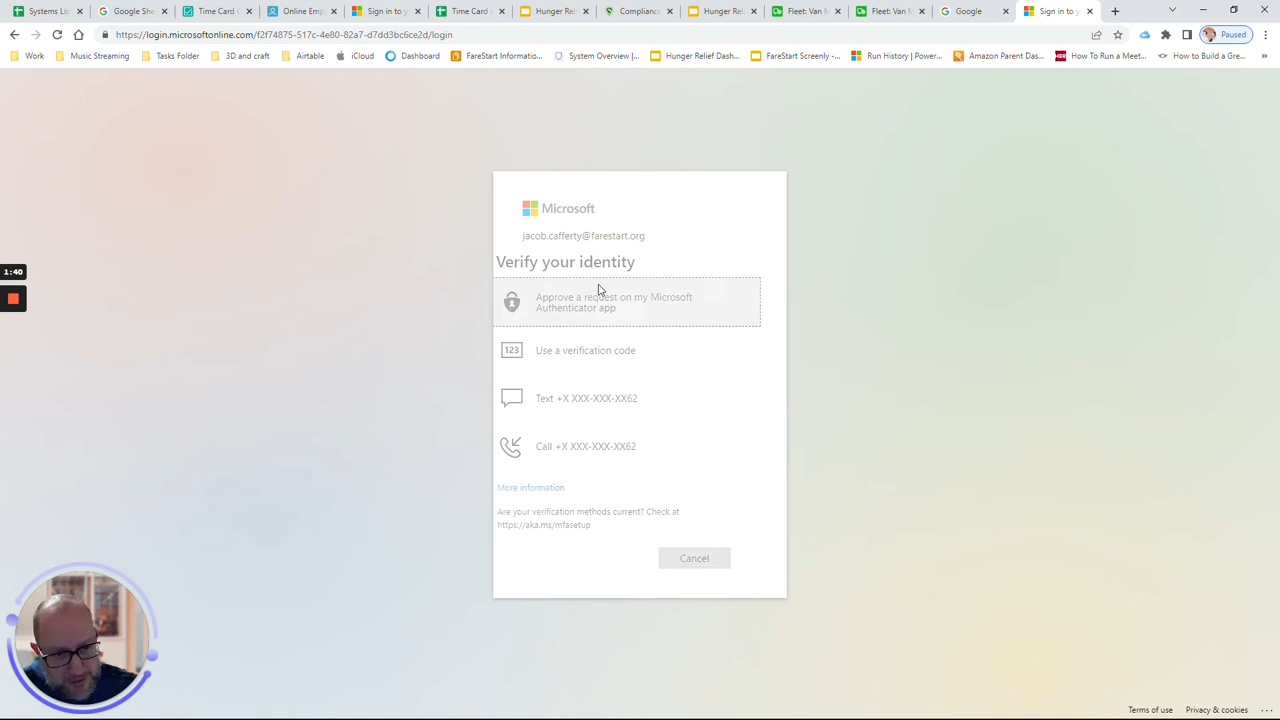 Systems Lis
Google She
Time Card
Online Emp
Sign in to y
Time Card
Hunger Reli
Compliance
Hunger Reli
Fleet: Van M
Fleet: Van M
Google
Sign in to y
https://login.microsoftonline.com/f2f74875-517c-4e80-82a7-d7dd3bc6ce2d/login
Paused
Work
Music Streaming
Tasks Folder
3D and craft
Airtable
iCloud
Dashboard
FareStart Informatio...
System Overview |...
Hunger Relief Dash...
FareStart Screenly –...
Run History | Power...
Amazon Parent Das...
How To Run a Meet...
How to Build a Gre...
Microsoft
jacob.cafferty@farestart.org
Verify your identity
Approve a request on my Microsoft
Authenticator app
123
Use a verification code
Text +X XXX-XXX-XX62
Call +X XXX-XXX-XX62
More information
Are your verification methods current? Check at
https://aka.ms/mfasetup
Cancel
1:40
Terms of use
Privacy & cookies